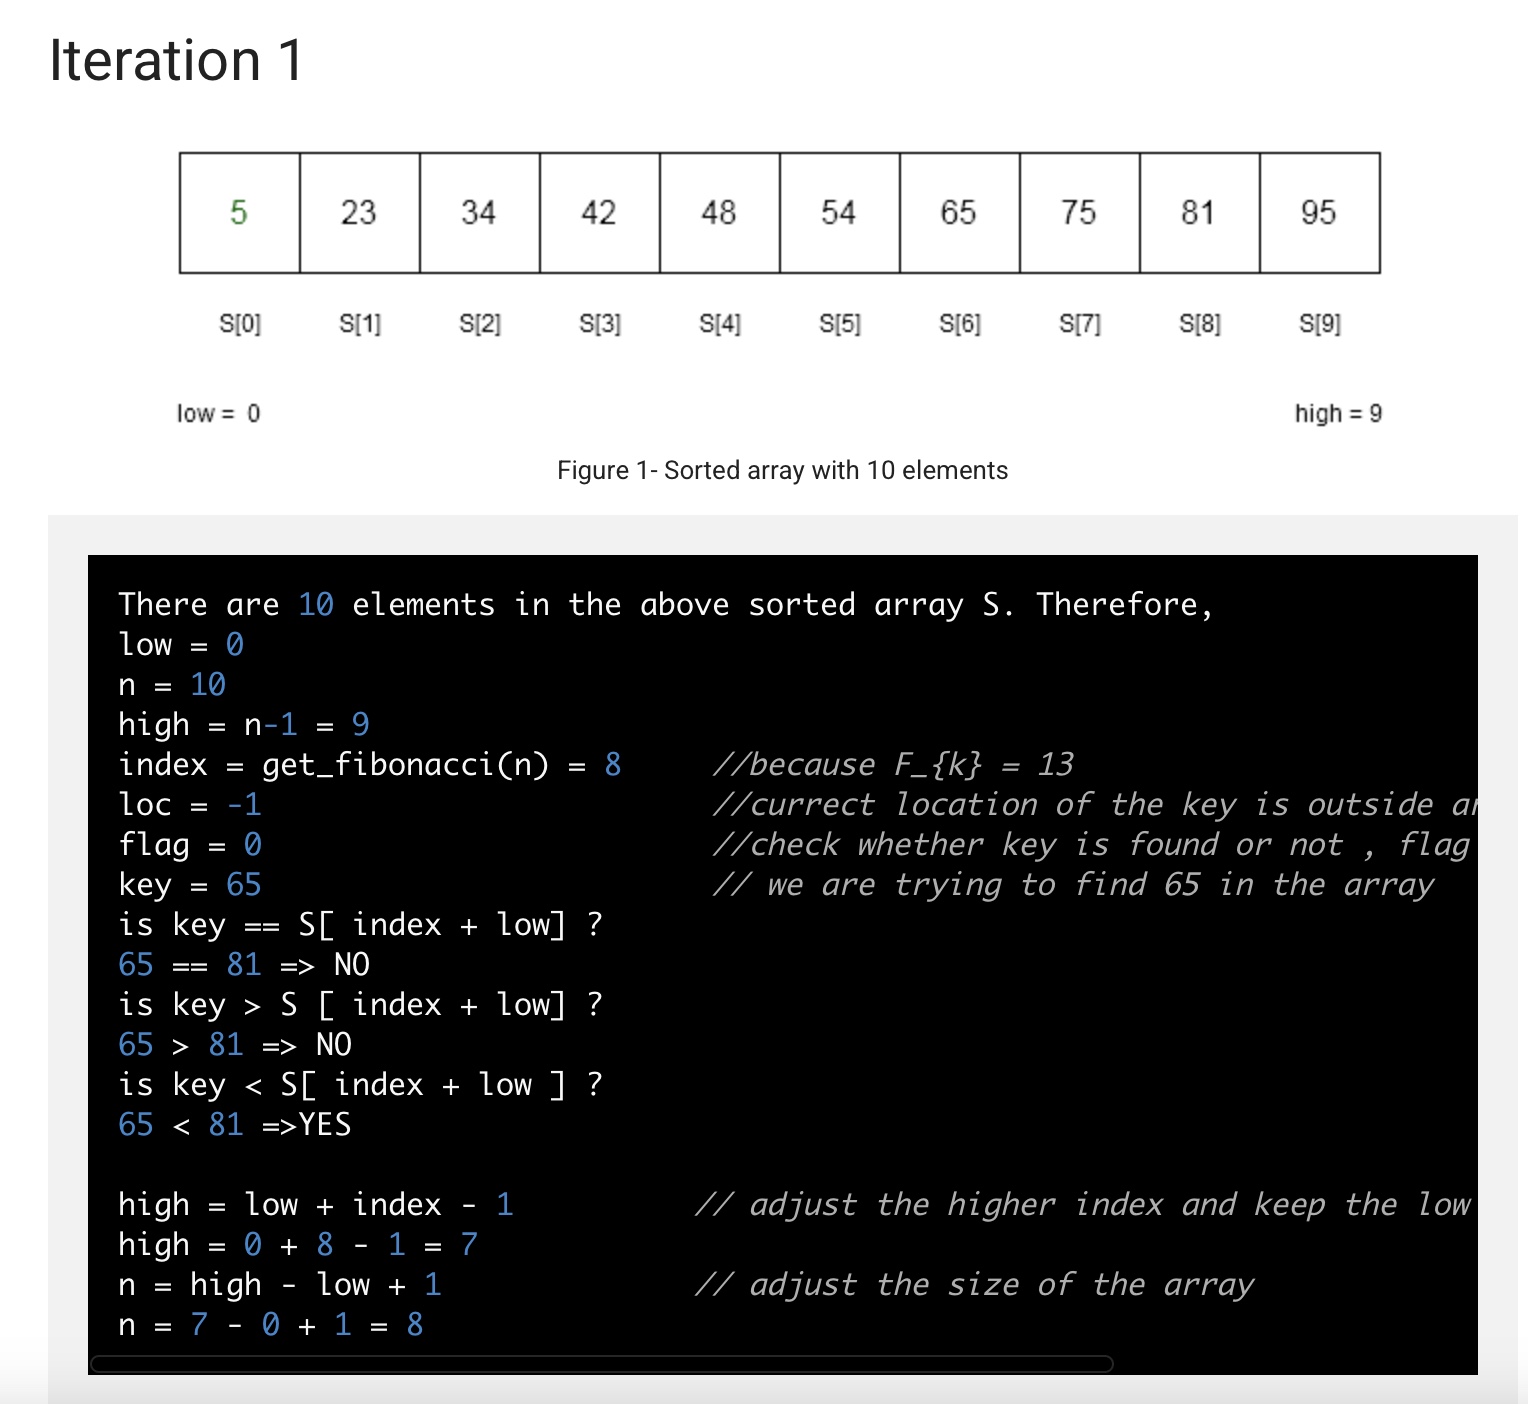 Iteration 1
5 23 34 42 48 54 65 75 81 95
S[0] S[1] S[2] S[3] S[4] S[5] S[6] S[7] S[8] S[9]
low = 0 high = 9
Figure 1- Sorted array with 10 elements
There are 10 elements in the above sorted array S. Therefore,
low = 0
n = 10
high = n-1 = 9
index = get_fibonacci(n) = 8 //because F_{k} = 13
loc = -1 //currect location of the key is outside
flag = 0 //check whether key is found or not , flag
key = 65 // we are trying to find 65 in the array
is key == S[ index + low] ?
65 == 81 => NO
is key > S [ index + low] ?
65 > 81 => NO
is key < S[ index + low ] ?
65 < 81 =>YES
high = low + index - 1 // adjust the higher index and keep the low
high = 0 + 8 - 1 = 7
n = high - low + 1 // adjust the size of the array
n = 7 - 0 + 1 = 8